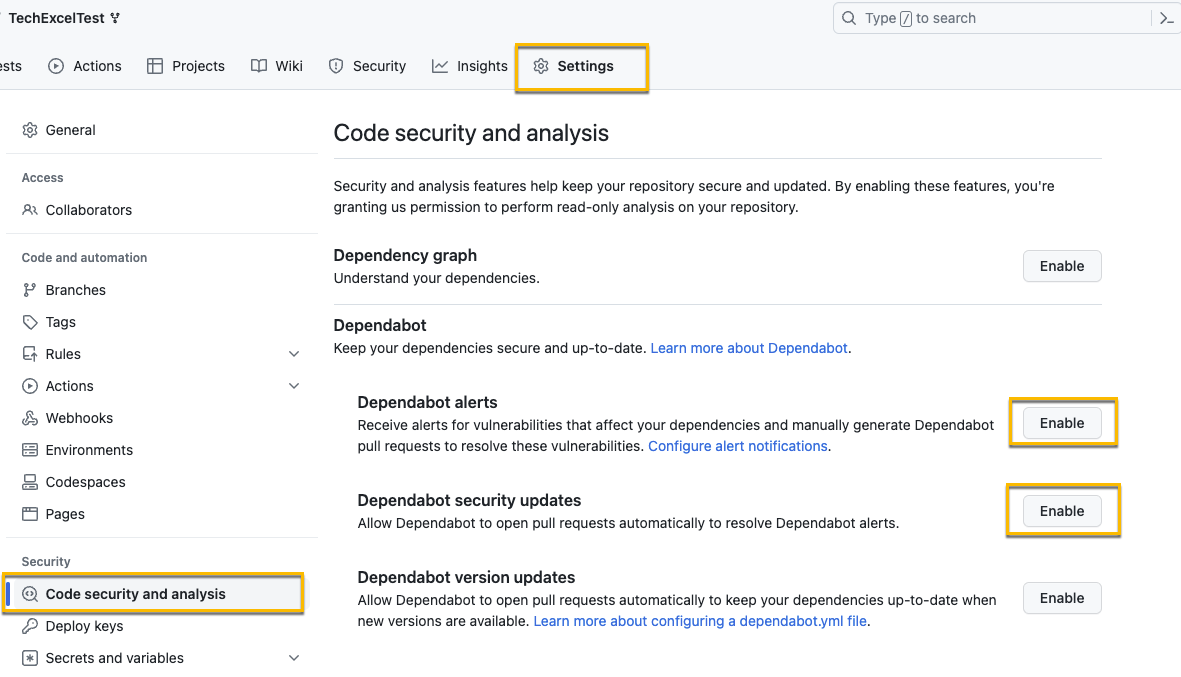 TechExcelTest
Type / to search
ests
Actions
Projects
Wiki
Security
Insights
Settings
General
Access
Collaborators
Code and automation
Branches
Tags
Rules
Actions
Webhooks
Environments
Codespaces
Pages
Security
Code security and analysis
Deploy keys
Secrets and variables
Code security and analysis
Security and analysis features help keep your repository secure and updated. By enabling these features, you're
granting us permission to perform read-only analysis on your repository.
Dependency graph
Understand your dependencies.
Enable
Dependabot
Keep your dependencies secure and up-to-date. Learn more about Dependabot.
Dependabot alerts
Receive alerts for vulnerabilities that affect your dependencies and manually generate Dependabot
pull requests to resolve these vulnerabilities. Configure alert notifications.
Enable
Dependabot security updates
Allow Dependabot to open pull requests automatically to resolve Dependabot alerts.
Enable
Dependabot version updates
Allow Dependabot to open pull requests automatically to keep your dependencies up-to-date when
new versions are available. Learn more about configuring a dependabot.yml file.
Enable